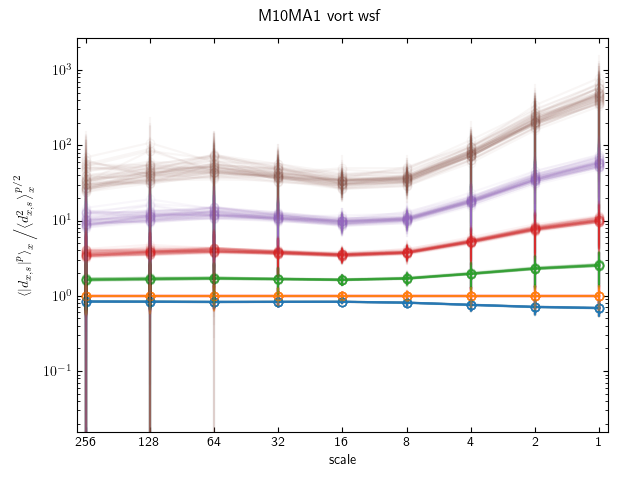 M10MA1 vort wsf
⟨|d_{x,s}|^p⟩_x / ⟨d_{x,s}^2⟩_x^{p/2}
10^3
10^2
10^1
10^0
10^{-1}
256 128 64 32 16 8 4 2 1
scale